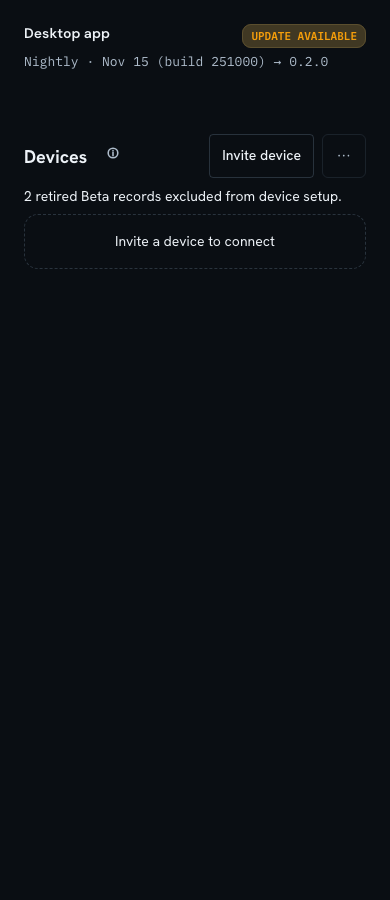 Desktop app
UPDATE AVAILABLE
Nightly · Nov 15 (build 251000) → 0.2.0
Devices
Invite device
···
2 retired Beta records excluded from device setup.
Invite a device to connect